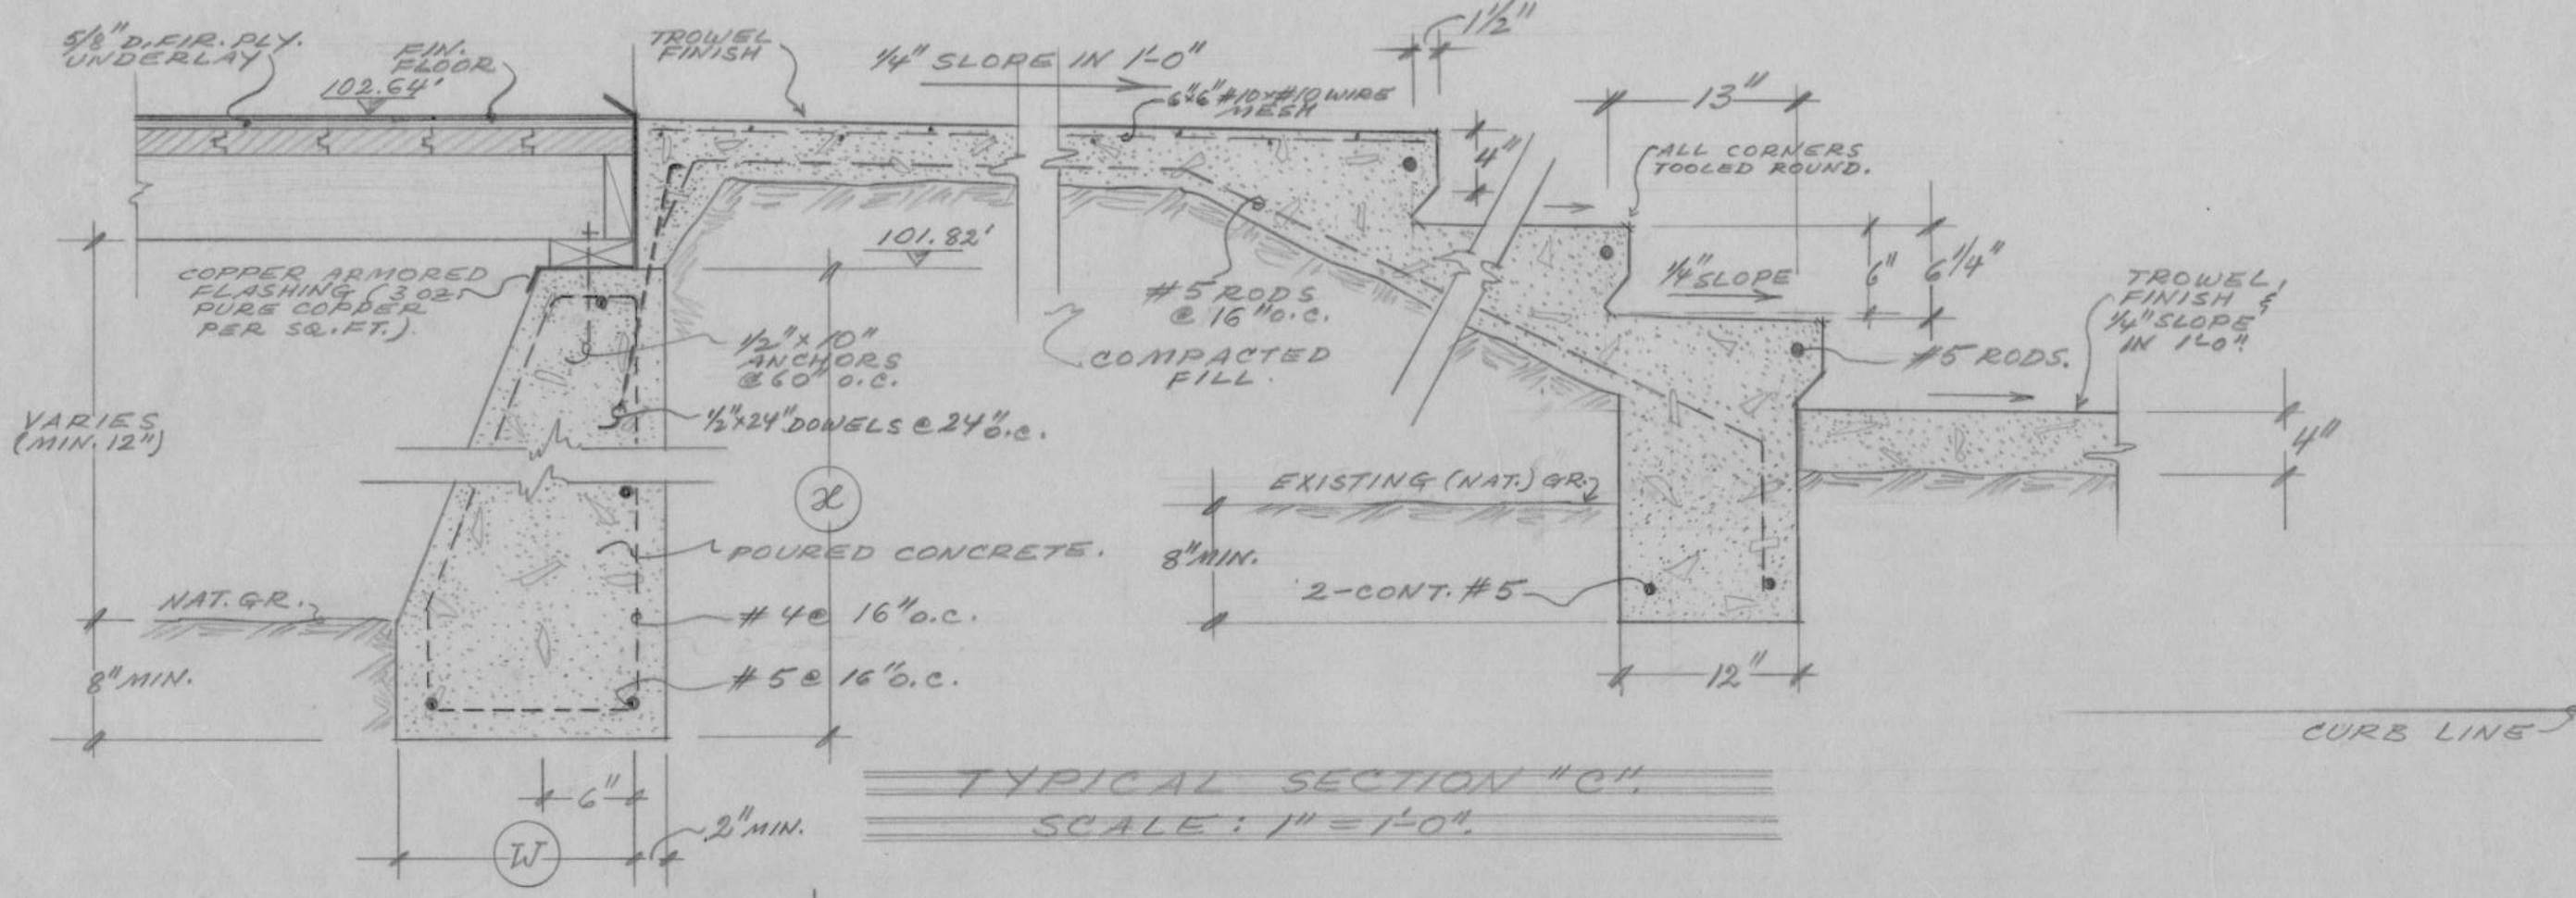 5/8" D. FIR. PLY.
UNDERLAY
FIN.
FLOOR
102.64'
TROWEL
FINISH
1/4" SLOPE IN 1'-0"
6"x6" #10x#10 WIRE
MESH
1 1/2"
13"
4"
ALL CORNERS
TOOLED ROUND.
101.82'
COPPER ARMORED
FLASHING (3 OZ.
PURE COPPER
PER SQ. FT.).
#5 RODS
@ 16" O.C.
1/4" SLOPE
6"
6 1/4"
TROWEL
FINISH &
1/4" SLOPE
IN 1'-0".
1/2" x 10"
ANCHORS
@ 60" O.C.
COMPACTED
FILL.
#5 RODS.
VARIES
(MIN. 12")
1/2"x24" DOWELS @ 24" O.C.
4"
x
EXISTING (NAT.) GR.
POURED CONCRETE.
8" MIN.
2-CONT. #5
NAT. GR.
#4 @ 16" O.C.
8" MIN.
#5 @ 16" O.C.
12"
CURB LINE
6"
2" MIN.
W
TYPICAL SECTION "C".
SCALE: 1" = 1'-0".